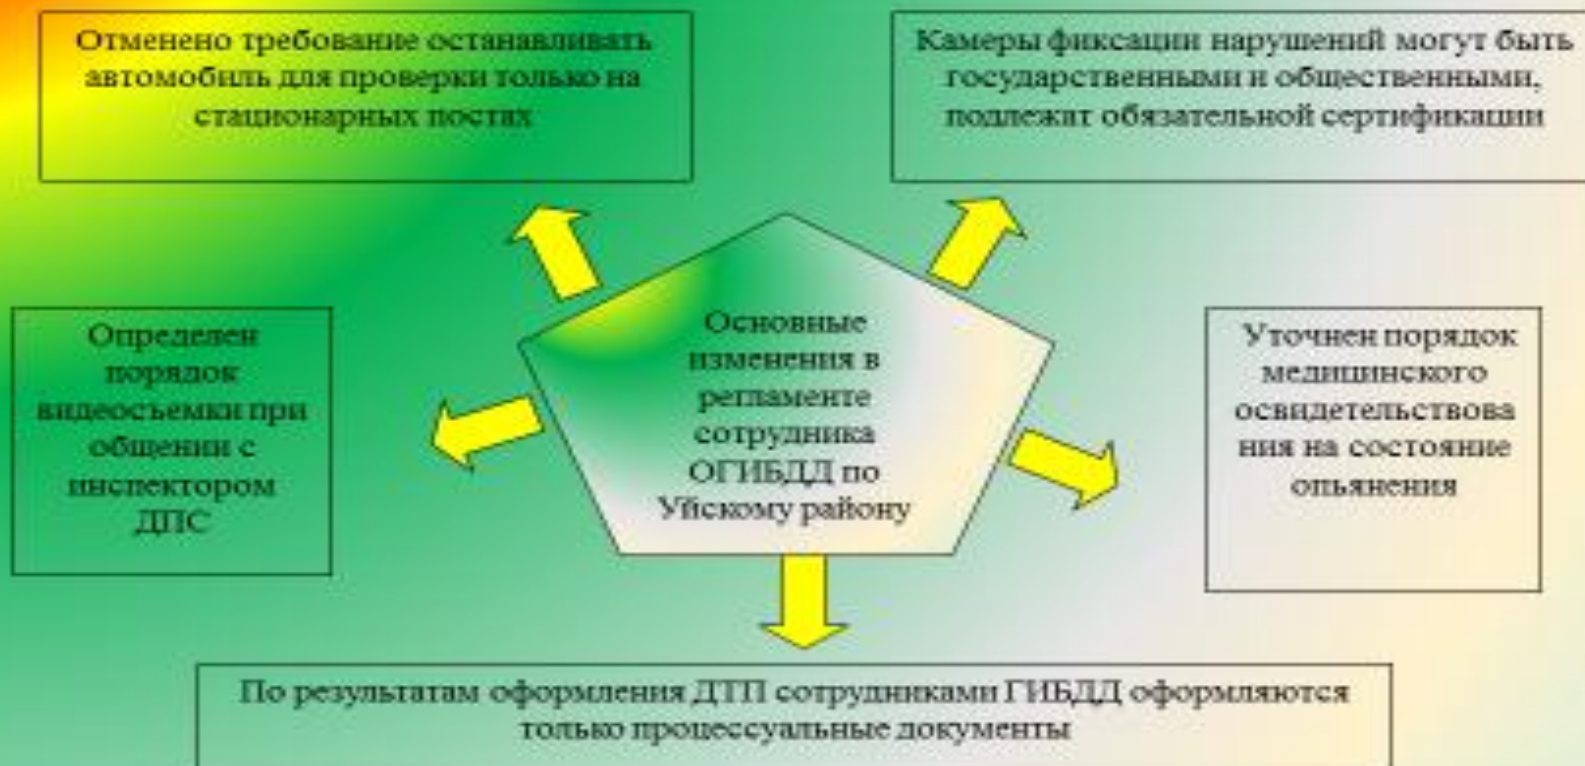 Отменено требование останавливать
автомобиль для проверки только на
стационарных постах
Камеры фиксации нарушений могут быть
государственными и общественными,
подлежат обязательной сертификации
Определен
порядок
видеосъемки при
общении с
инспектором
ДПС
Основные
изменения в
регламенте
сотрудника
ОГИБДД по
Уйскому району
Уточнен порядок
медицинского
освидетельствова
ния на состояние
опьянения
По результатам оформления ДТП сотрудниками ГИБДД оформляются
только процессуальные документы